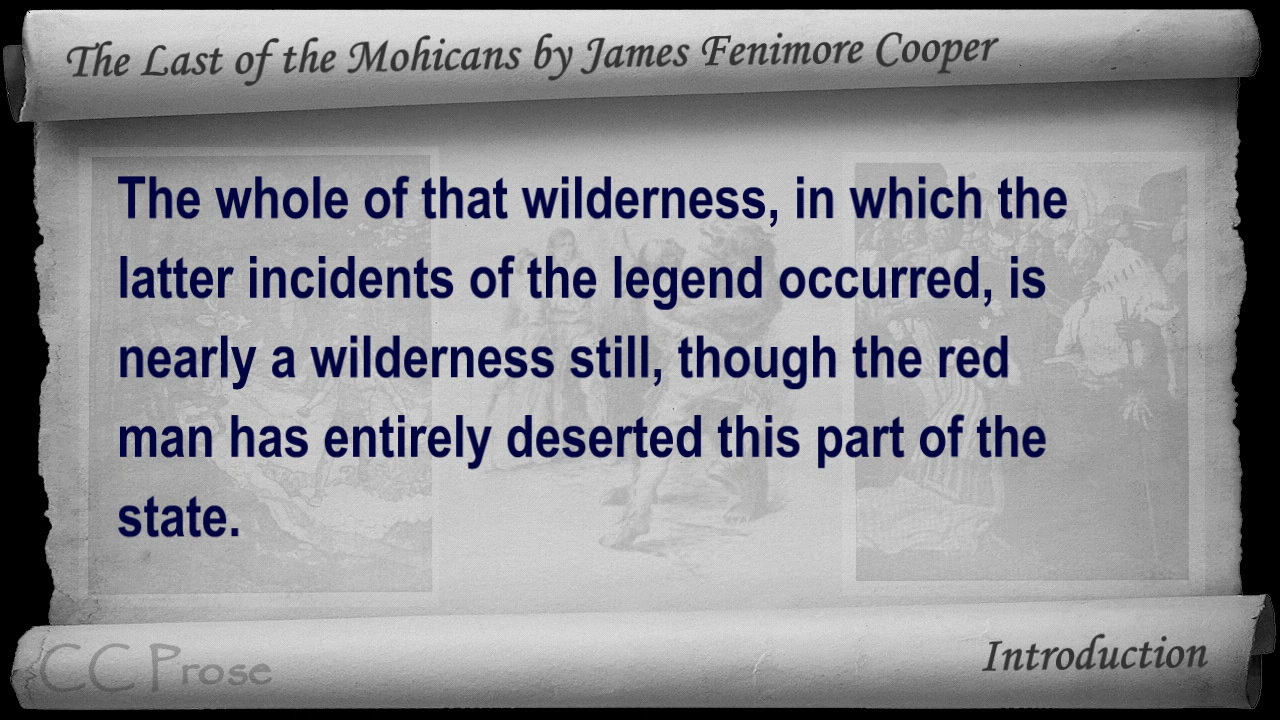 The Last of the Mohicans by James Fenimore Cooper
The whole of that wilderness, in which the
latter incidents of the legend occurred, is
nearly a wilderness still, though the red
man has entirely deserted this part of the
state.
CC Prose
Introduction